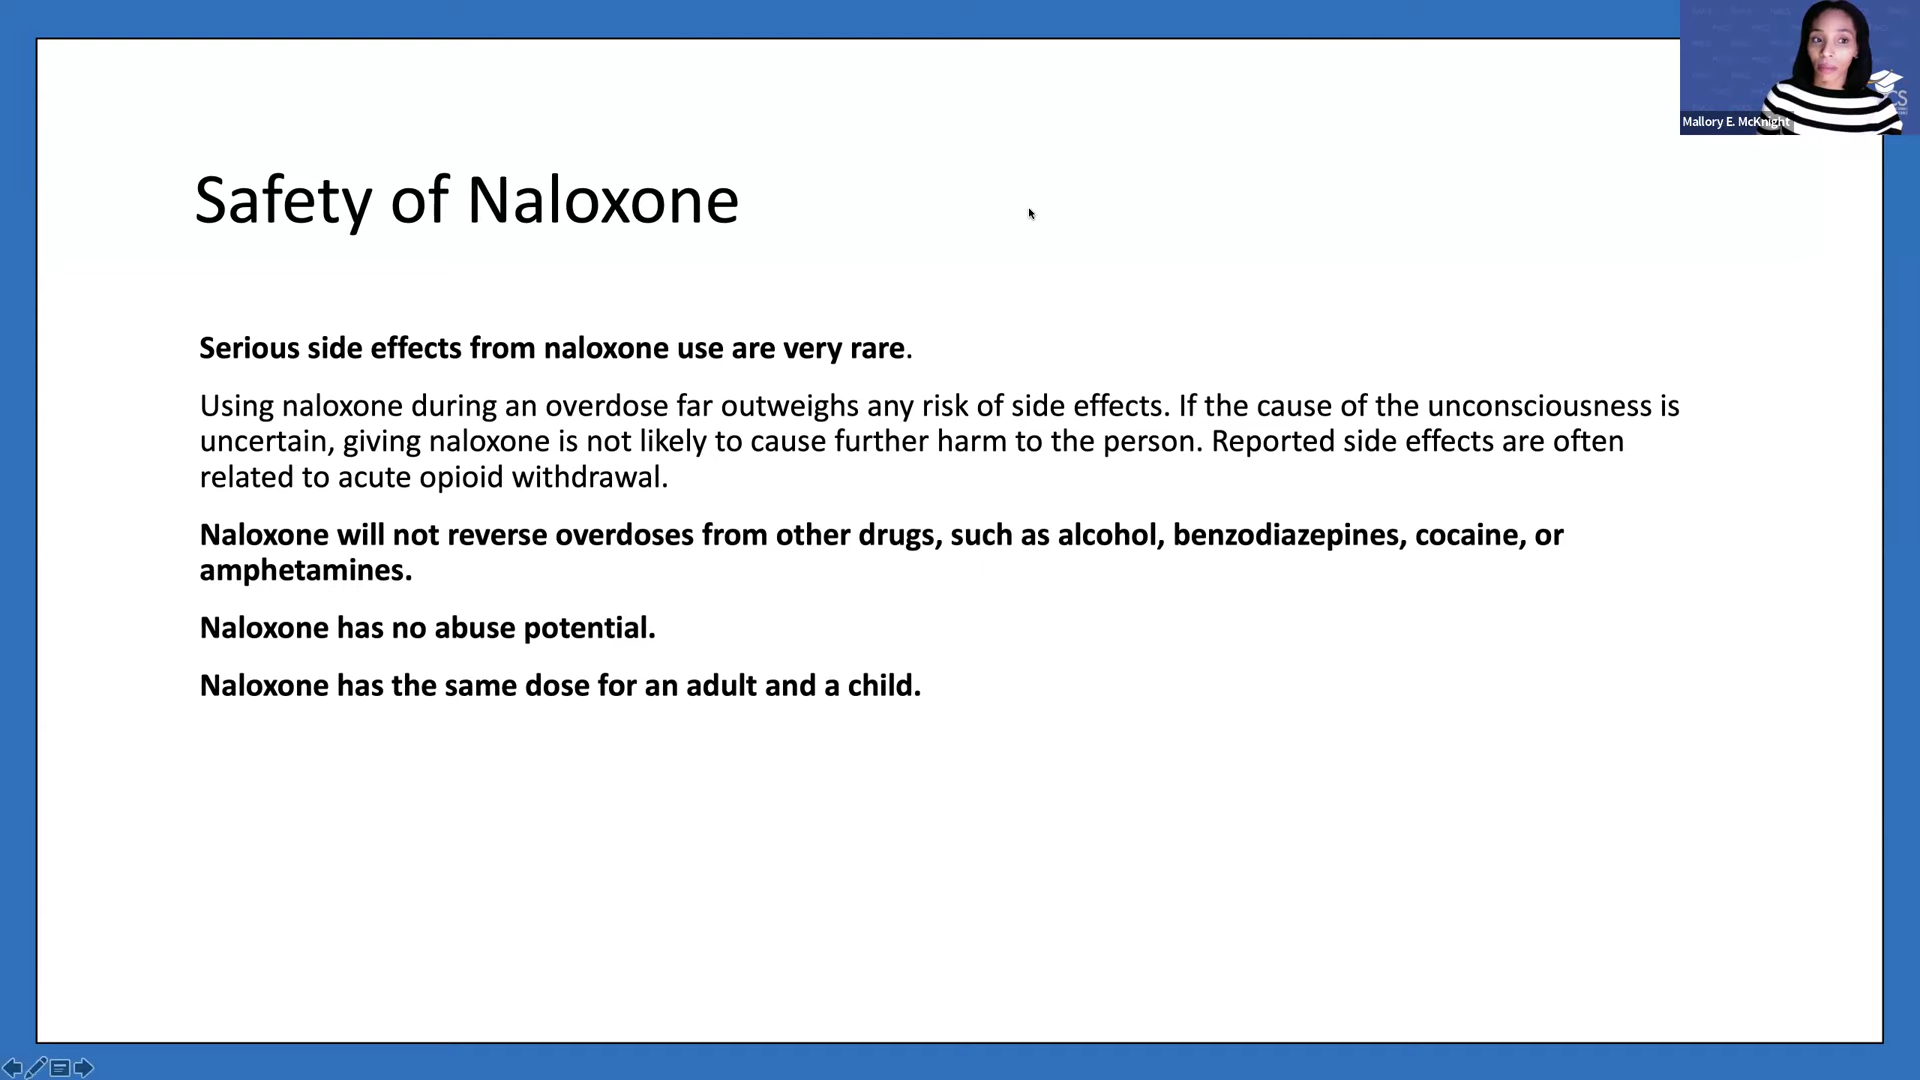 Safety of Naloxone
Serious side effects from naloxone use are very rare.
Using naloxone during an overdose far outweighs any risk of side effects. If the cause of the unconsciousness is
uncertain, giving naloxone is not likely to cause further harm to the person. Reported side effects are often
related to acute opioid withdrawal.
Naloxone will not reverse overdoses from other drugs, such as alcohol, benzodiazepines, cocaine, or
amphetamines.
Naloxone has no abuse potential.
Naloxone has the same dose for an adult and a child.
Mallory E. McKnight